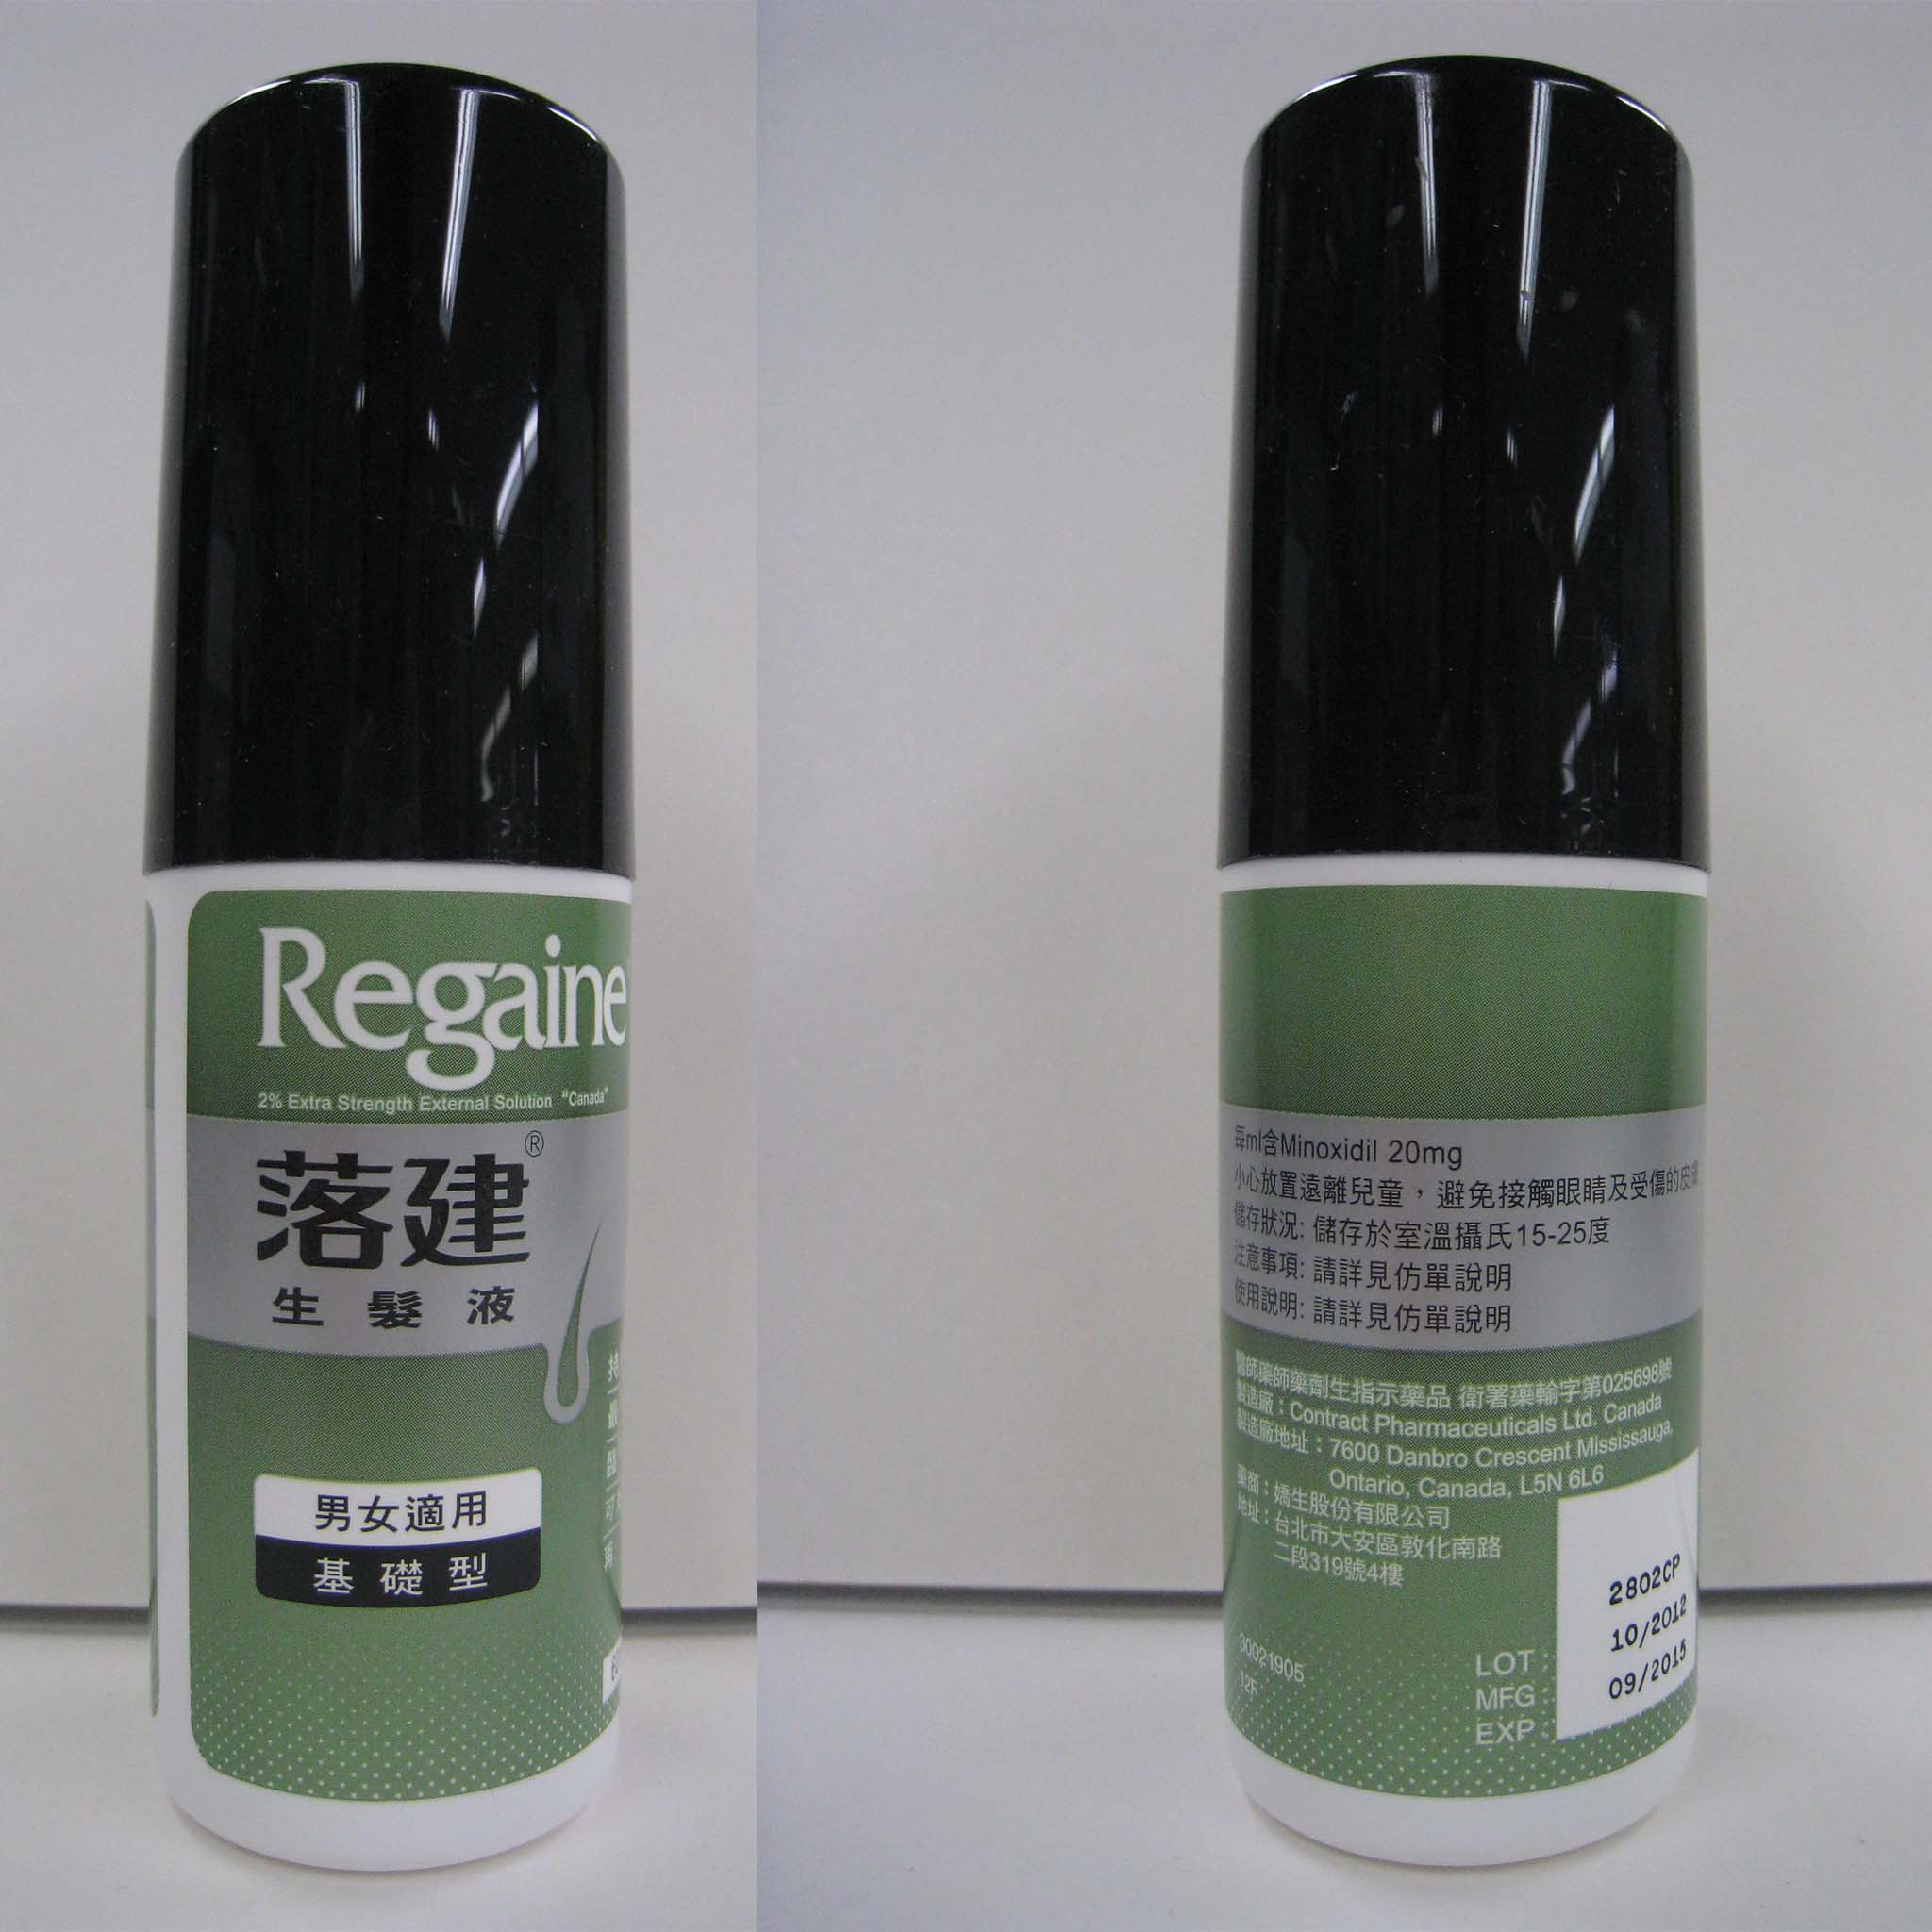 Regaine
2% Extra Strength External Solution "Canada"
落建®
生髮液
男女適用
基礎型
持
可
再
每ml含Minoxidil 20mg
小心放置遠離兒童，避免接觸眼睛及受傷的皮膚
儲存狀況: 儲存於室溫攝氏15-25度
注意事項: 請詳見仿單說明
使用說明: 請詳見仿單說明
醫師藥師藥劑生指示藥品 衛署藥輸字第025698號
製造廠：Contract Pharmaceuticals Ltd. Canada
製造廠地址：7600 Danbro Crescent Mississauga,
Ontario, Canada, L5N 6L6
藥商：嬌生股份有限公司
地址：台北市大安區敦化南路
二段319號4樓
30021905
12F
LOT : 2802CP
MFG : 10/2012
EXP : 09/2015